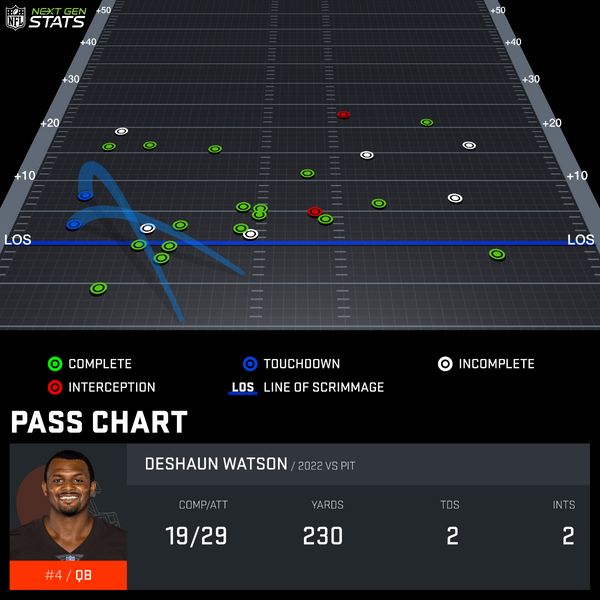 NFL NEXT GEN STATS
+50 +50
+30 +30
+20 +20
+10 +10
LOS LOS
COMPLETE TOUCHDOWN INCOMPLETE
INTERCEPTION LOS LINE OF SCRIMMAGE
PASS CHART
DESHAUN WATSON / 2022 VS PIT
COMP/ATT YARDS TDS INTS
19/29 230 2 2
#4 / QB